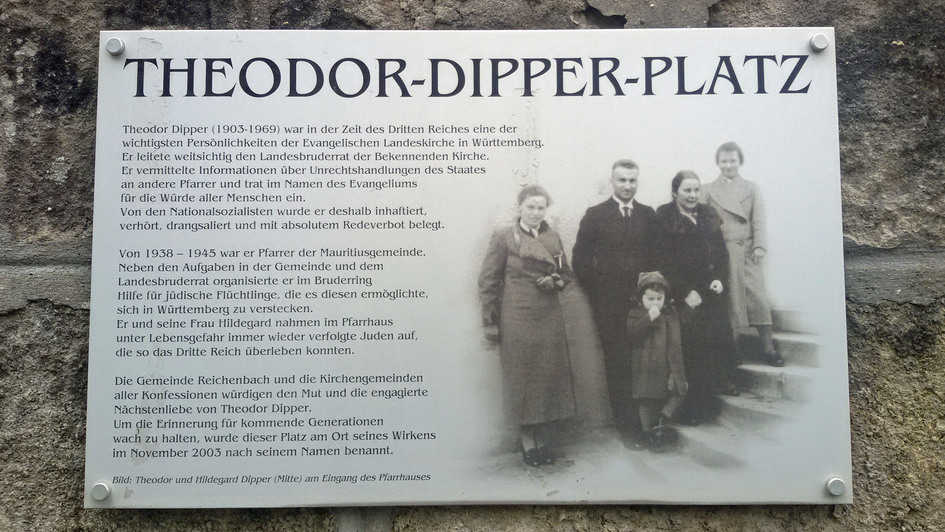 THEODOR-DIPPER-PLATZ
Theodor Dipper (1903-1969) war in der Zeit des Dritten Reiches eine der
wichtigsten Persönlichkeiten der Evangelischen Landeskirche in Württemberg.
Er leitete weitsichtig den Landesbruderrat der Bekennenden Kirche.
Er vermittelte Informationen über Unrechtshandlungen des Staates
an andere Pfarrer und trat im Namen des Evangeliums
für die Würde aller Menschen ein.
Von den Nationalsozialisten wurde er deshalb inhaftiert,
verhört, drangsaliert und mit absolutem Redeverbot belegt.
Von 1938 – 1945 war er Pfarrer der Mauritiusgemeinde.
Neben den Aufgaben in der Gemeinde und dem
Landesbruderrat organisierte er im Bruderring
Hilfe für jüdische Flüchtlinge, die es diesen ermöglichte,
sich in Württemberg zu verstecken.
Er und seine Frau Hildegard nahmen im Pfarrhaus
unter Lebensgefahr immer wieder verfolgte Juden auf,
die so das Dritte Reich überleben konnten.
Die Gemeinde Reichenbach und die Kirchengemeinden
aller Konfessionen würdigen den Mut und die engagierte
Nächstenliebe von Theodor Dipper.
Um die Erinnerung für kommende Generationen
wach zu halten, wurde dieser Platz am Ort seines Wirkens
im November 2003 nach seinem Namen benannt.
Bild: Theodor und Hildegard Dipper (Mitte) am Eingang des Pfarrhauses